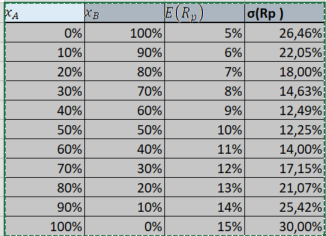 x_A x_B E(R_p) σ(Rp )
0% 100% 5% 26,46%
10% 90% 6% 22,05%
20% 80% 7% 18,00%
30% 70% 8% 14,63%
40% 60% 9% 12,49%
50% 50% 10% 12,25%
60% 40% 11% 14,00%
70% 30% 12% 17,15%
80% 20% 13% 21,07%
90% 10% 14% 25,42%
100% 0% 15% 30,00%